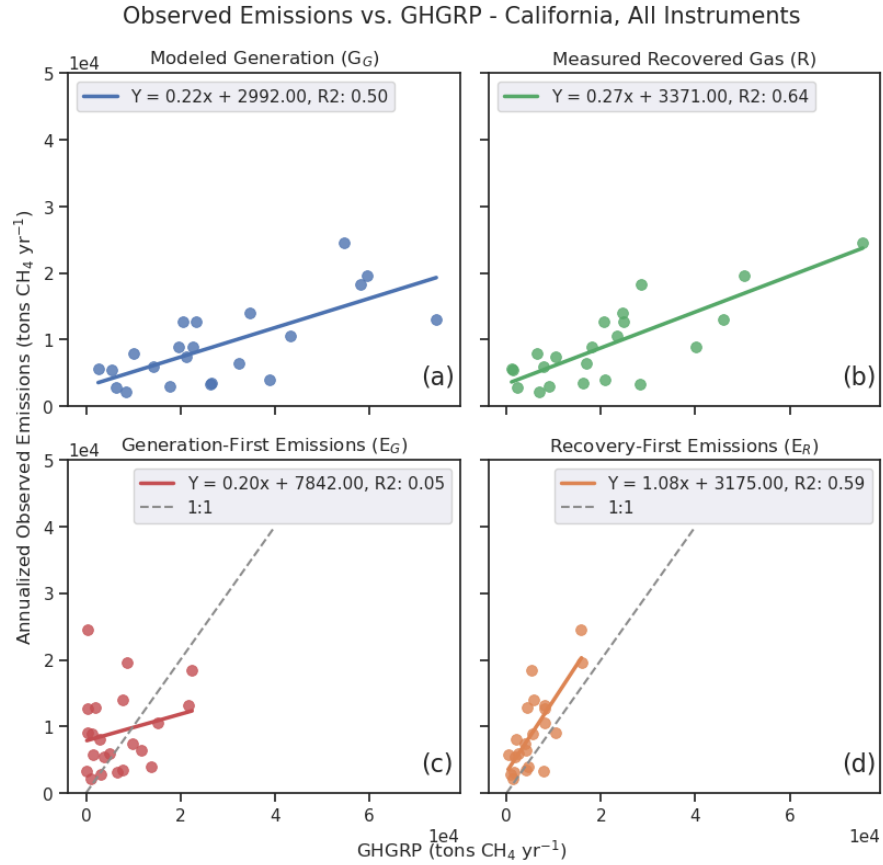 Observed Emissions vs. GHGRP - California, All Instruments
Modeled Generation (G_G)
1e4
Y = 0.22x + 2992.00, R2: 0.50
5
4
3
2
1
0
(a)
Measured Recovered Gas (R)
Y = 0.27x + 3371.00, R2: 0.64
(b)
Annualized Observed Emissions (tons CH₄ yr⁻¹)
Generation-First Emissions (E_G)
1e4
Y = 0.20x + 7842.00, R2: 0.05
1:1
5
4
3
2
1
0
(c)
0 2 4 6
1e4
Recovery-First Emissions (E_R)
Y = 1.08x + 3175.00, R2: 0.59
1:1
(d)
0 2 4 6
1e4
GHGRP (tons CH₄ yr⁻¹)